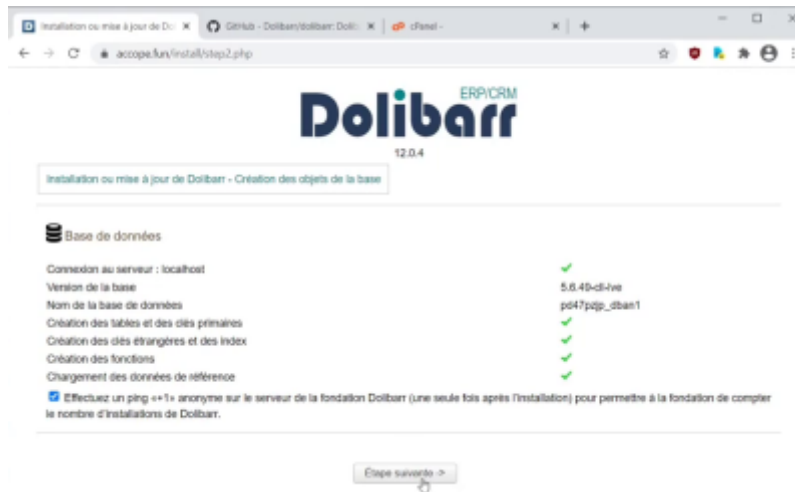 Installation ou mise à jour de Do
GitHub - Dolibarr/dolibarr: Doli
cPanel -
accope.fun/install/step2.php
Dolibarr ERP/CRM
12.0.4
Installation ou mise à jour de Dolibarr - Création des objets de la base
Base de données
Connexion au serveur : localhost
Version de la base 5.6.49-cll-lve
Nom de la base de données pd47pzjp_dban1
Création des tables et des clés primaires
Création des clés étrangères et des index
Création des fonctions
Chargement des données de référence
Effectuez un ping «+1» anonyme sur le serveur de la fondation Dolibarr (une seule fois après l'installation) pour permettre à la fondation de compter
le nombre d'installations de Dolibarr.
Étape suivante ->